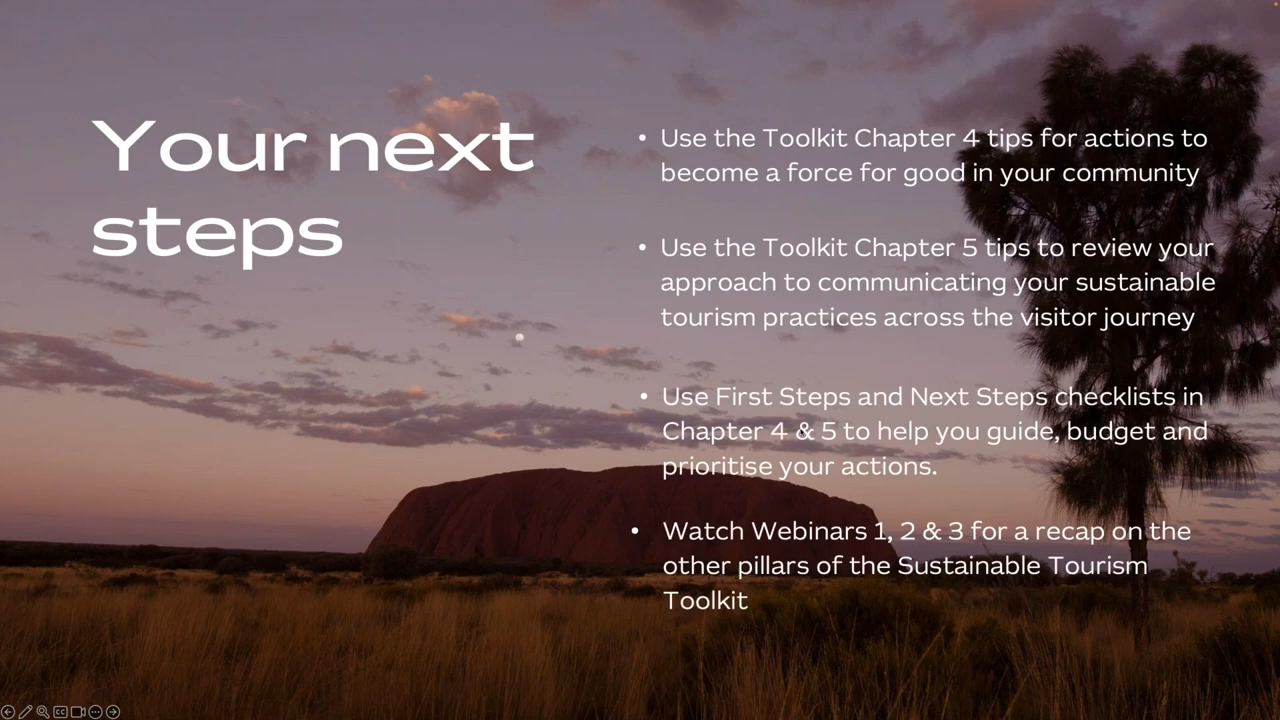 Your next
steps
• Use the Toolkit Chapter 4 tips for actions to
become a force for good in your community
• Use the Toolkit Chapter 5 tips to review your
approach to communicating your sustainable
tourism practices across the visitor journey
• Use First Steps and Next Steps checklists in
Chapter 4 & 5 to help you guide, budget and
prioritise your actions.
• Watch Webinars 1, 2 & 3 for a recap on the
other pillars of the Sustainable Tourism
Toolkit
CC